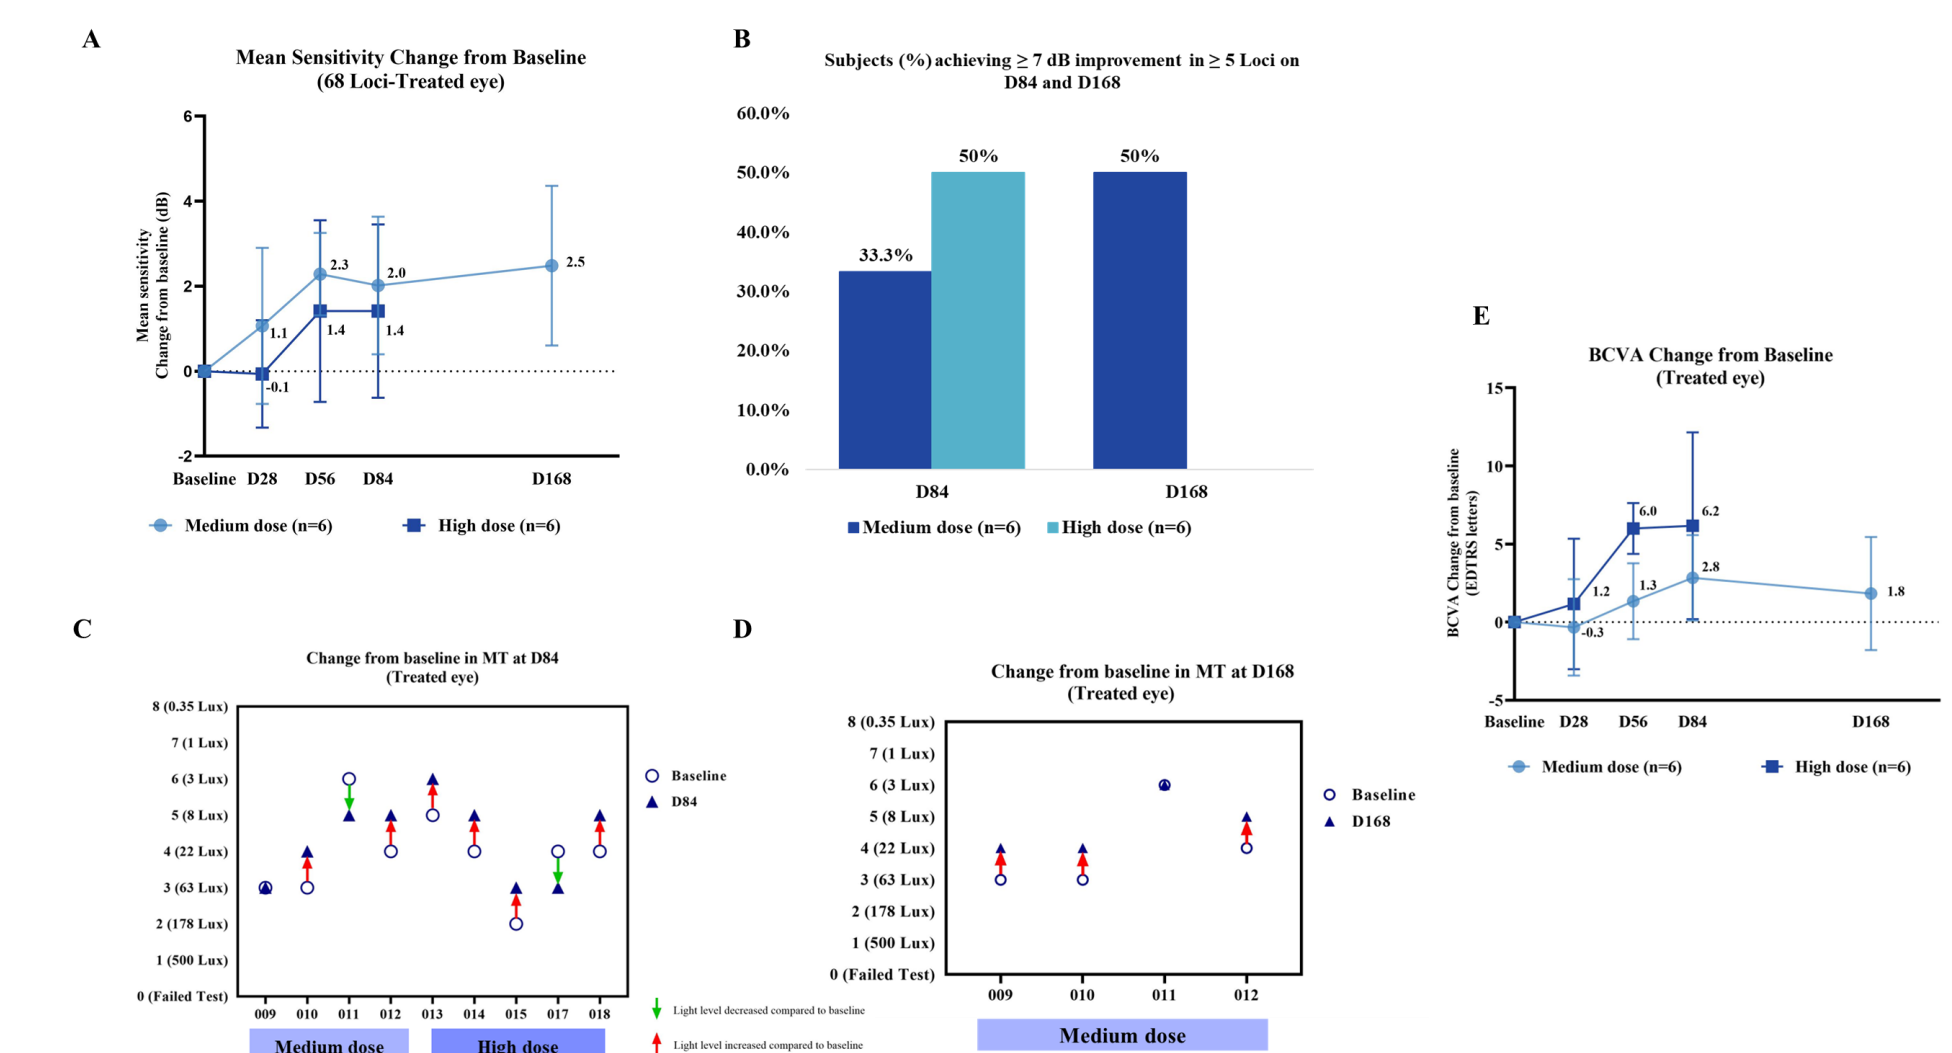 A
Mean Sensitivity Change from Baseline
(68 Loci-Treated eye)
Mean sensitivity
Change from baseline (dB)
6
4
2
0
-2
2.3
2.0
2.5
1.1
1.4
1.4
-0.1
Baseline D28 D56 D84 D168
Medium dose (n=6) High dose (n=6)
B
Subjects (%) achieving ≥ 7 dB improvement in ≥ 5 Loci on
D84 and D168
60.0%
50.0%
40.0%
30.0%
20.0%
10.0%
0.0%
33.3%
50%
50%
D84 D168
Medium dose (n=6) High dose (n=6)
C
Change from baseline in MT at D84
(Treated eye)
8 (0.35 Lux)
7 (1 Lux)
6 (3 Lux)
5 (8 Lux)
4 (22 Lux)
3 (63 Lux)
2 (178 Lux)
1 (500 Lux)
0 (Failed Test)
009 010 011 012 013 014 015 017 018
Medium dose High dose
Baseline
D84
Light level decreased compared to baseline
Light level increased compared to baseline
D
Change from baseline in MT at D168
(Treated eye)
8 (0.35 Lux)
7 (1 Lux)
6 (3 Lux)
5 (8 Lux)
4 (22 Lux)
3 (63 Lux)
2 (178 Lux)
1 (500 Lux)
0 (Failed Test)
009 010 011 012
Medium dose
Baseline
D168
E
BCVA Change from Baseline
(Treated eye)
BCVA Change from baseline
(EDTRS letters)
15
10
5
0
-5
6.0
6.2
1.2
1.3
2.8
1.8
-0.3
Baseline D28 D56 D84 D168
Medium dose (n=6) High dose (n=6)